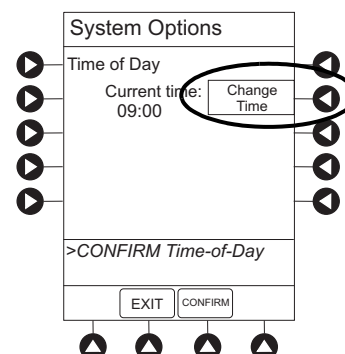 System Options
Time of Day
Current time:
09:00
Change
Time
>CONFIRM Time-of-Day
EXIT
CONFIRM